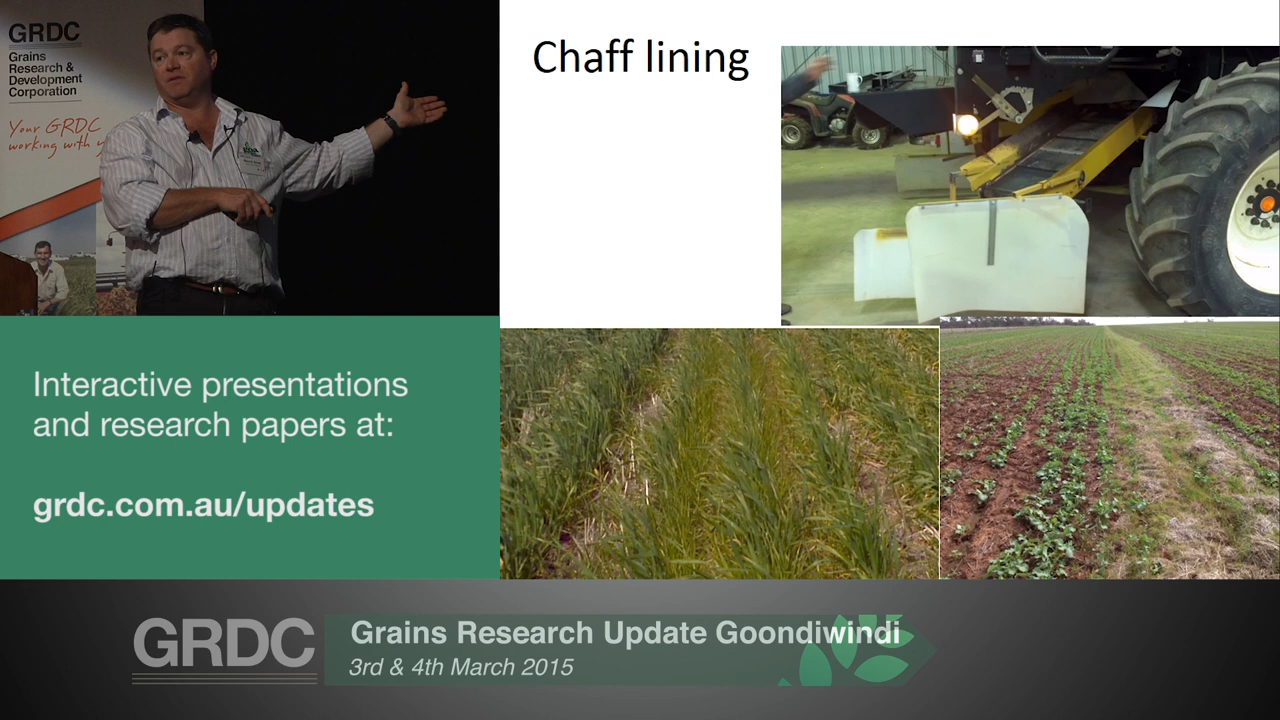 GRDC
Grains
Research &
Development
Corporation
Your GRDC
working with
Chaff lining
Interactive presentations
and research papers at:
grdc.com.au/updates
GRDC
Grains Research Update Goondiwindi
3rd & 4th March 2015